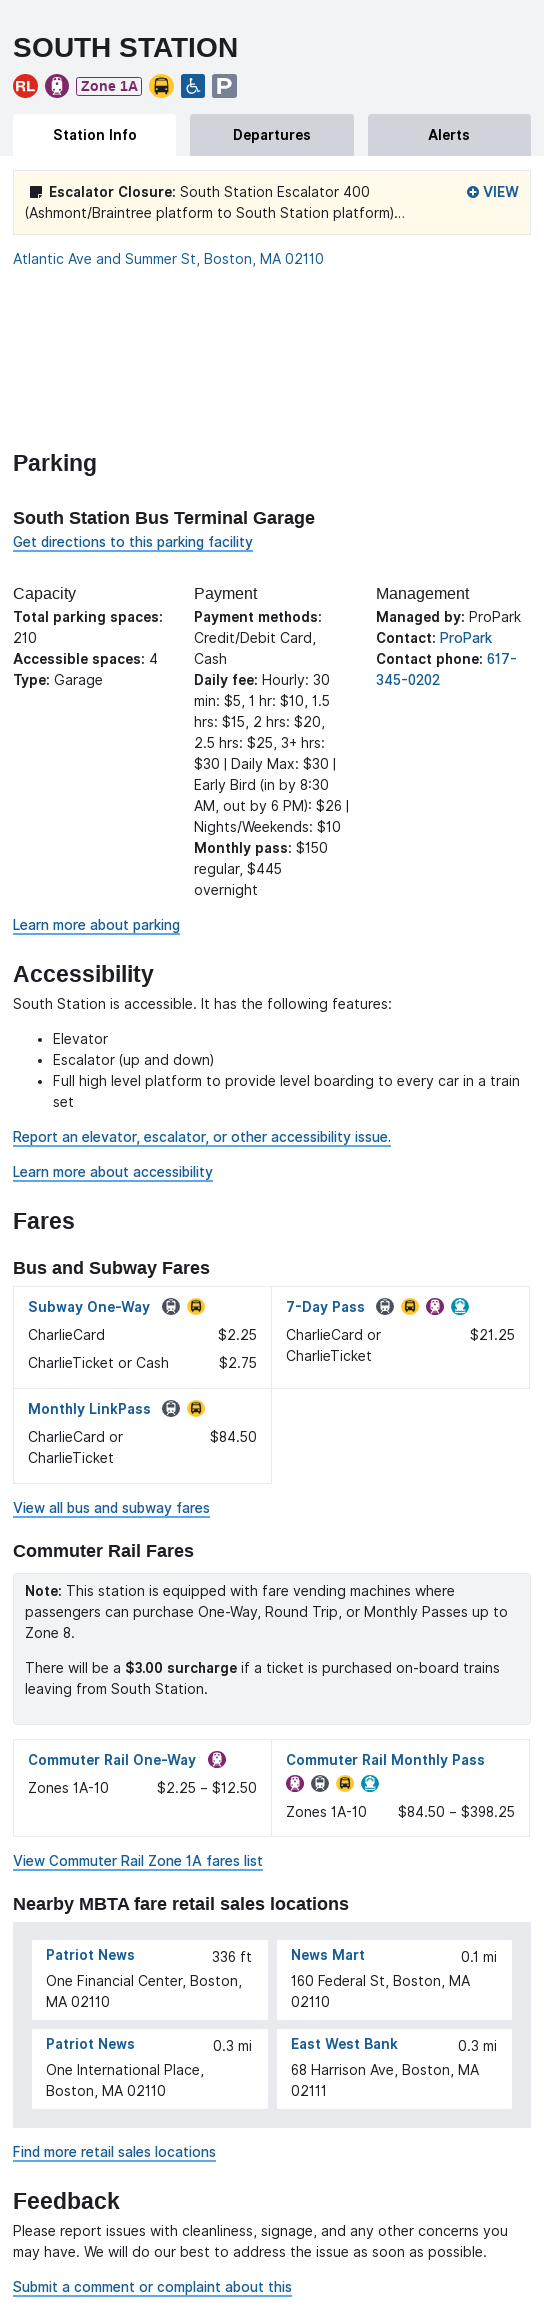 SOUTH STATION
RL Zone 1A P
Station Info Departures Alerts
Escalator Closure: South Station Escalator 400 VIEW
(Ashmont/Braintree platform to South Station platform)...
Atlantic Ave and Summer St, Boston, MA 02110
Parking
South Station Bus Terminal Garage
Get directions to this parking facility
Capacity
Total parking spaces:
210
Accessible spaces: 4
Type: Garage
Payment
Payment methods:
Credit/Debit Card,
Cash
Daily fee: Hourly: 30
min: $5, 1 hr: $10, 1.5
hrs: $15, 2 hrs: $20,
2.5 hrs: $25, 3+ hrs:
$30 | Daily Max: $30 |
Early Bird (in by 8:30
AM, out by 6 PM): $26 |
Nights/Weekends: $10
Monthly pass: $150
regular, $445
overnight
Management
Managed by: ProPark
Contact: ProPark
Contact phone: 617-
345-0202
Learn more about parking
Accessibility
South Station is accessible. It has the following features:
• Elevator
• Escalator (up and down)
• Full high level platform to provide level boarding to every car in a train
set
Report an elevator, escalator, or other accessibility issue.
Learn more about accessibility
Fares
Bus and Subway Fares
Subway One-Way
CharlieCard $2.25
CharlieTicket or Cash $2.75
7-Day Pass
CharlieCard or $21.25
CharlieTicket
Monthly LinkPass
CharlieCard or $84.50
CharlieTicket
View all bus and subway fares
Commuter Rail Fares
Note: This station is equipped with fare vending machines where
passengers can purchase One-Way, Round Trip, or Monthly Passes up to
Zone 8.
There will be a $3.00 surcharge if a ticket is purchased on-board trains
leaving from South Station.
Commuter Rail One-Way
Zones 1A-10 $2.25 – $12.50
Commuter Rail Monthly Pass
Zones 1A-10 $84.50 – $398.25
View Commuter Rail Zone 1A fares list
Nearby MBTA fare retail sales locations
Patriot News 336 ft
One Financial Center, Boston,
MA 02110
News Mart 0.1 mi
160 Federal St, Boston, MA
02110
Patriot News 0.3 mi
One International Place,
Boston, MA 02110
East West Bank 0.3 mi
68 Harrison Ave, Boston, MA
02111
Find more retail sales locations
Feedback
Please report issues with cleanliness, signage, and any other concerns you
may have. We will do our best to address the issue as soon as possible.
Submit a comment or complaint about this